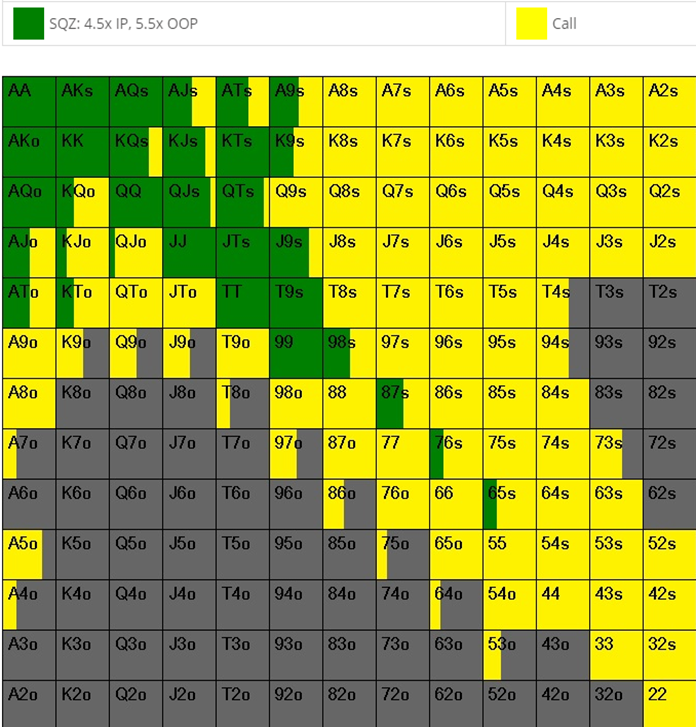 SQZ: 4.5x IP, 5.5x OOP Call
AA AKs AQs AJs ATs A9s A8s A7s A6s A5s A4s A3s A2s
AKo KK KQs KJs KTs K9s K8s K7s K6s K5s K4s K3s K2s
AQo KQo QQ QJs QTs Q9s Q8s Q7s Q6s Q5s Q4s Q3s Q2s
AJo KJo QJo JJ JTs J9s J8s J7s J6s J5s J4s J3s J2s
ATo KTo QTo JTo TT T9s T8s T7s T6s T5s T4s T3s T2s
A9o K9o Q9o J9o T9o 99 98s 97s 96s 95s 94s 93s 92s
A8o K8o Q8o J8o T8o 98o 88 87s 86s 85s 84s 83s 82s
A7o K7o Q7o J7o T7o 97o 87o 77 76s 75s 74s 73s 72s
A6o K6o Q6o J6o T6o 96o 86o 76o 66 65s 64s 63s 62s
A5o K5o Q5o J5o T5o 95o 85o 75o 65o 55 54s 53s 52s
A4o K4o Q4o J4o T4o 94o 84o 74o 64o 54o 44 43s 42s
A3o K3o Q3o J3o T3o 93o 83o 73o 63o 53o 43o 33 32s
A2o K2o Q2o J2o T2o 92o 82o 72o 62o 52o 42o 32o 22